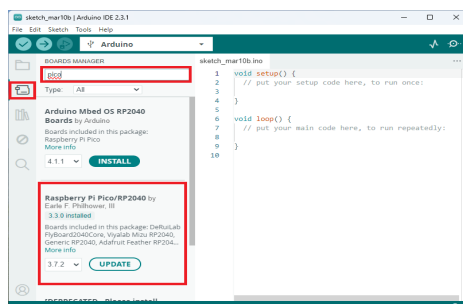 sketch_mar10b | Arduino IDE 2.3.1
File Edit Sketch Tools Help
Arduino
BOARDS MANAGER
pico
Type: All
Arduino Mbed OS RP2040
Boards by Arduino
Boards included in this package:
Raspberry Pi Pico
More info
4.1.1 INSTALL
Raspberry Pi Pico/RP2040 by
Earle F. Philhower, III
3.3.0 installed
Boards included in this package: DeRuiLab
FlyBoard2040Core, Viyalab Mizu RP2040,
Generic RP2040, Adafruit Feather RP204...
More info
3.7.2 UPDATE
sketch_mar10b.ino
1 void setup() {
2 // put your setup code here, to run once:
3
4 }
5
6 void loop() {
7 // put your main code here, to run repeatedly:
8
9 }
10